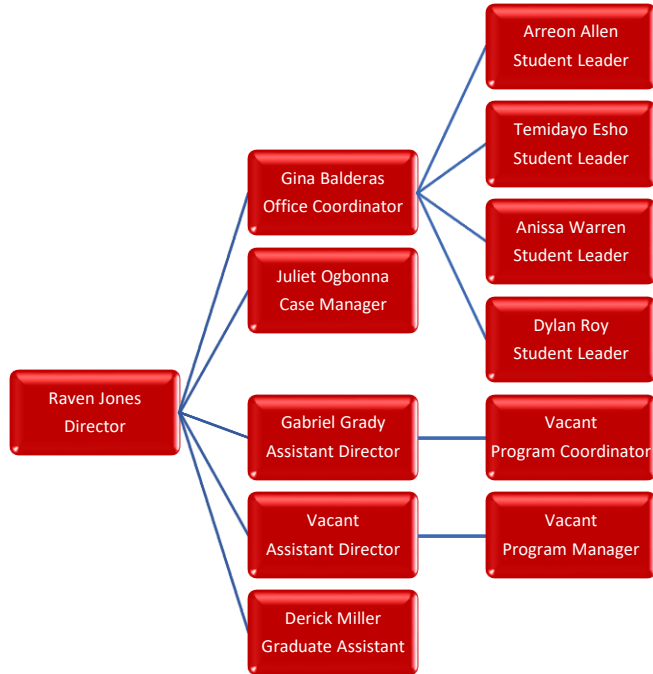 Arreon Allen
Student Leader
Temidayo Esho
Student Leader
Gina Balderas
Office Coordinator
Anissa Warren
Student Leader
Juliet Ogbonna
Case Manager
Dylan Roy
Student Leader
Raven Jones
Director
Gabriel Grady
Assistant Director
Vacant
Program Coordinator
Vacant
Assistant Director
Vacant
Program Manager
Derick Miller
Graduate Assistant